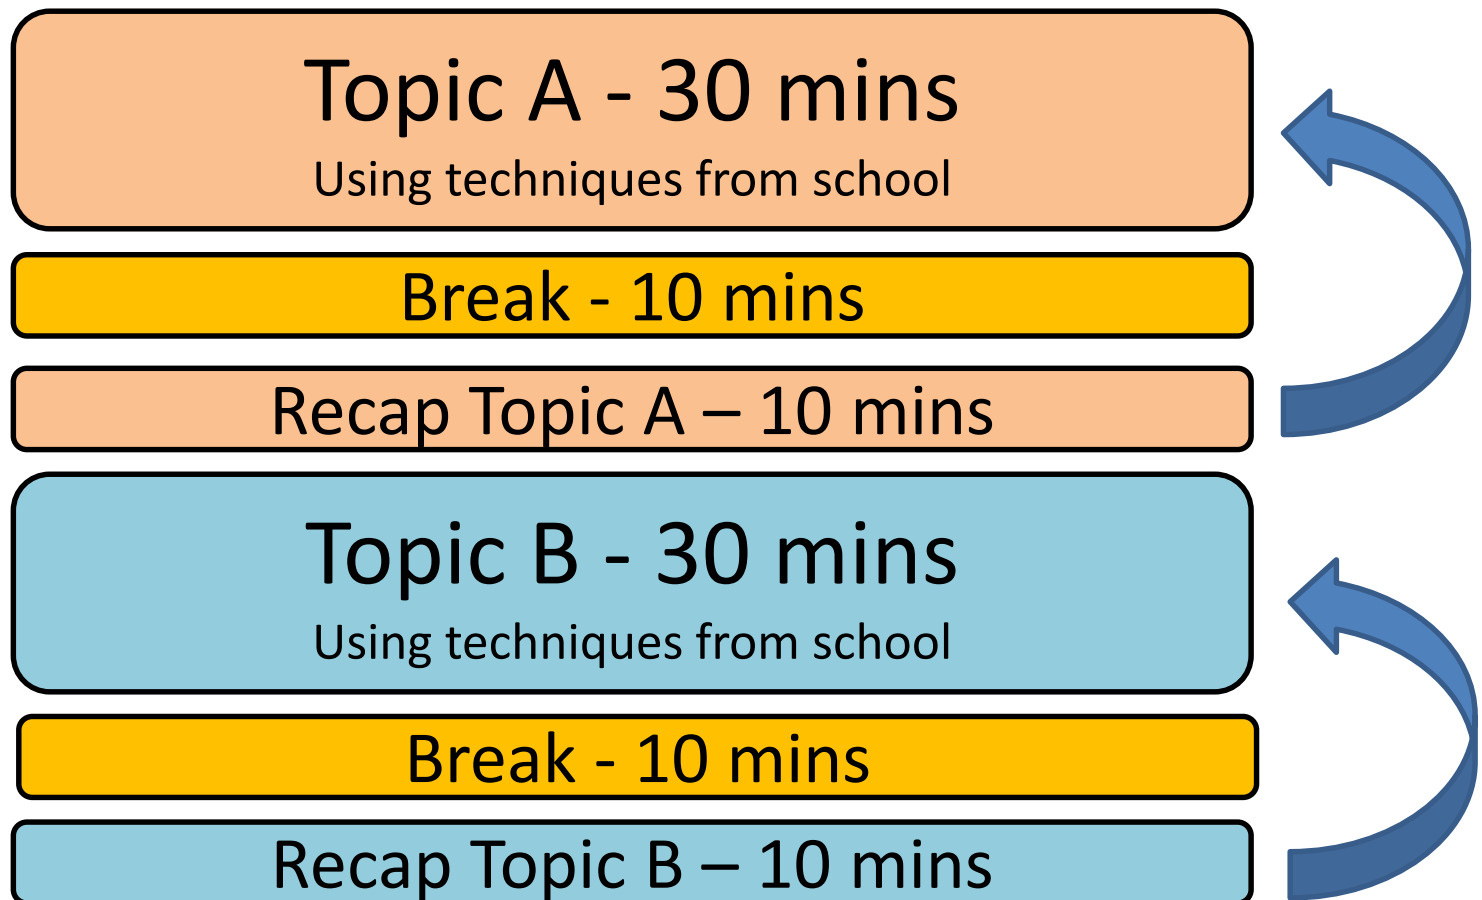 Topic A - 30 mins
Using techniques from school
Break - 10 mins
Recap Topic A – 10 mins
Topic B - 30 mins
Using techniques from school
Break - 10 mins
Recap Topic B – 10 mins